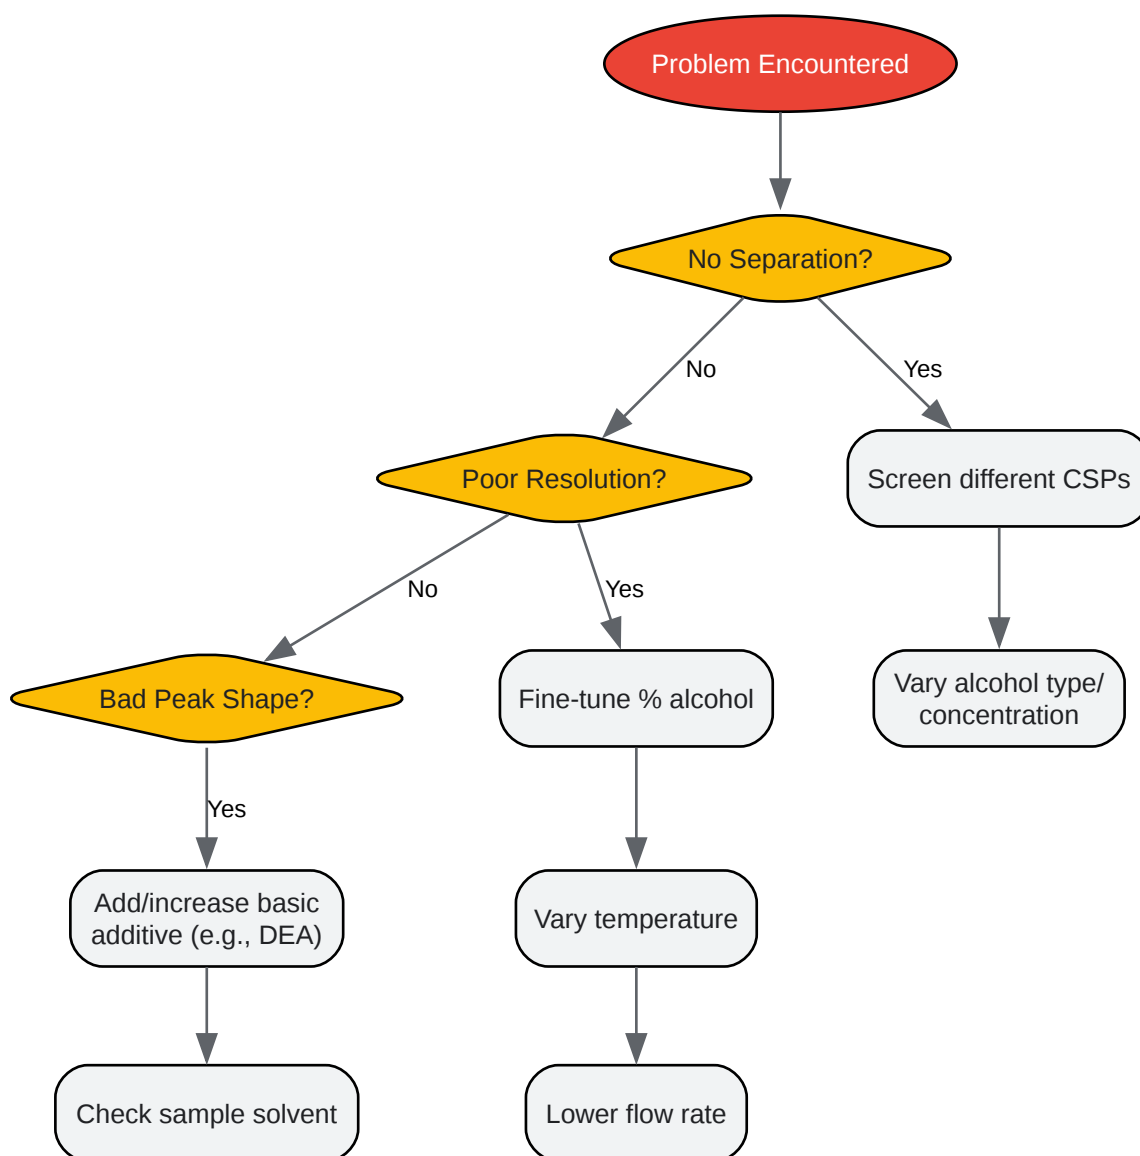 Problem Encountered
No Separation?
No
Yes
Poor Resolution?
Screen different CSPs
No
Yes
Bad Peak Shape?
Fine-tune % alcohol
Vary alcohol type/
concentration
Yes
Add/increase basic
additive (e.g., DEA)
Vary temperature
Check sample solvent
Lower flow rate